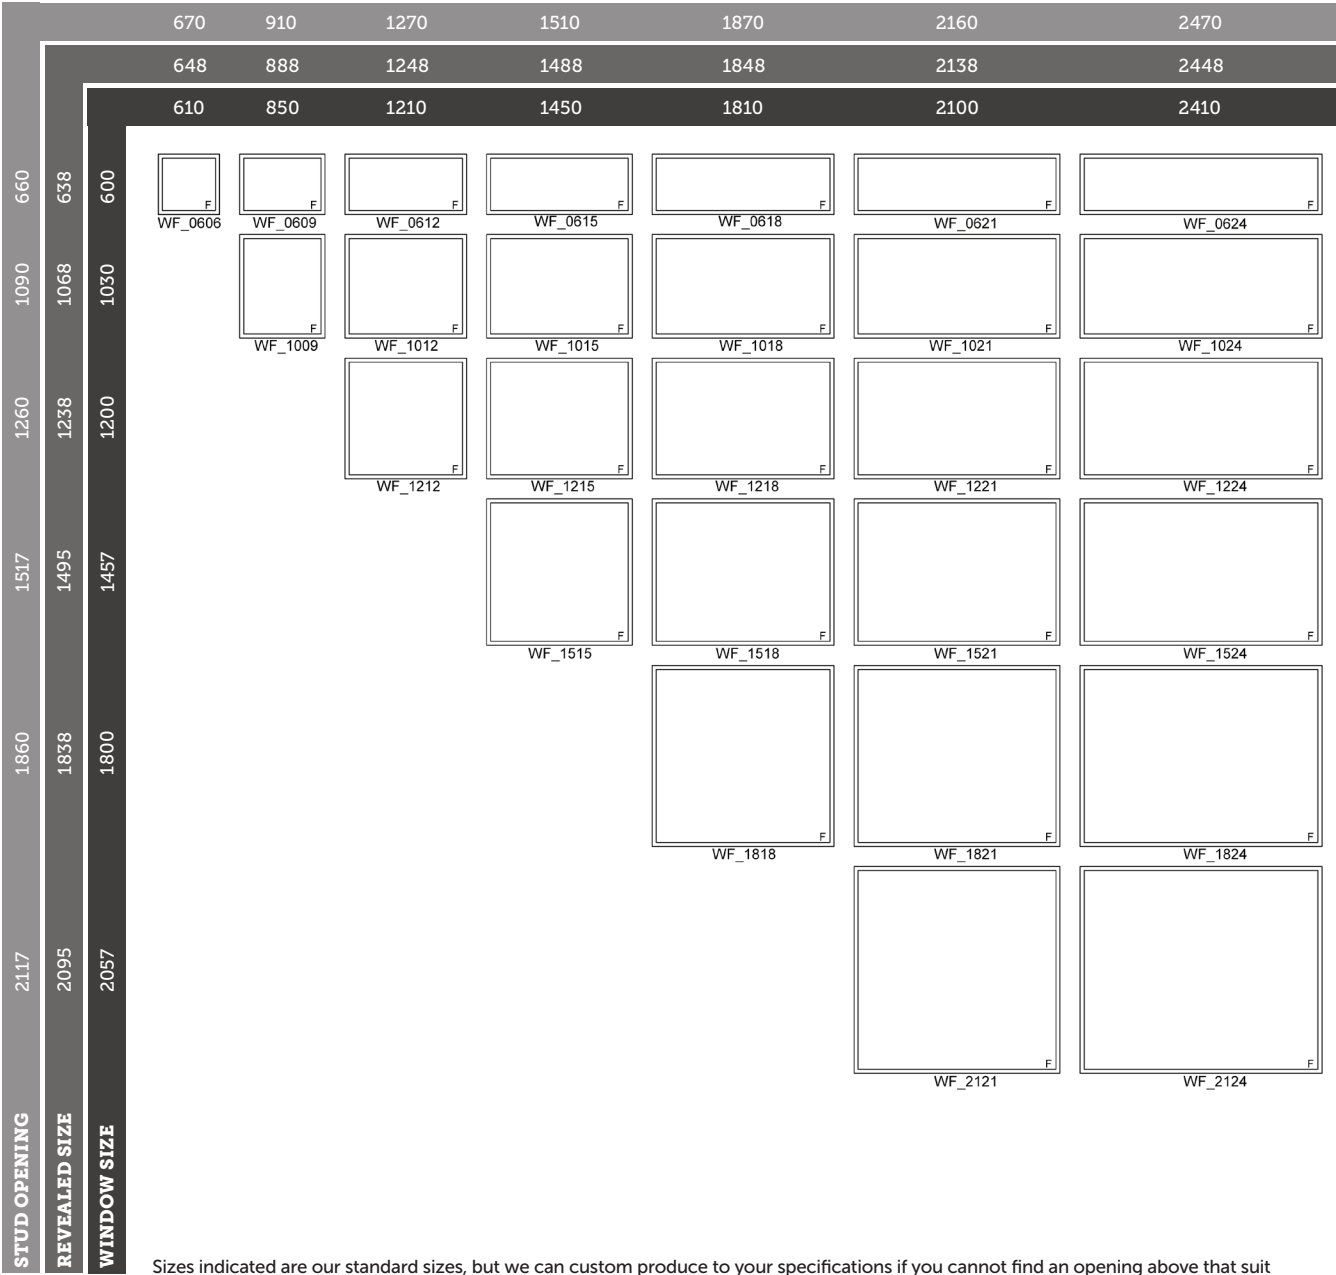 670 910 1270 1510 1870 2160 2470
648 888 1248 1488 1848 2138 2448
610 850 1210 1450 1810 2100 2410
660 638 600
F F F F F F F
WF_0606 WF_0609 WF_0612 WF_0615 WF_0618 WF_0621 WF_0624
1090 1068 1030
F F F F F F
WF_1009 WF_1012 WF_1015 WF_1018 WF_1021 WF_1024
1260 1238 1200
F F F F F
WF_1212 WF_1215 WF_1218 WF_1221 WF_1224
1517 1495 1457
F F F F
WF_1515 WF_1518 WF_1521 WF_1524
1860 1838 1800
F F F
WF_1818 WF_1821 WF_1824
2117 2095 2057
F F
WF_2121 WF_2124
STUD OPENING
REVEALED SIZE
WINDOW SIZE
Sizes indicated are our standard sizes, but we can custom produce to your specifications if you cannot find an opening above that suit